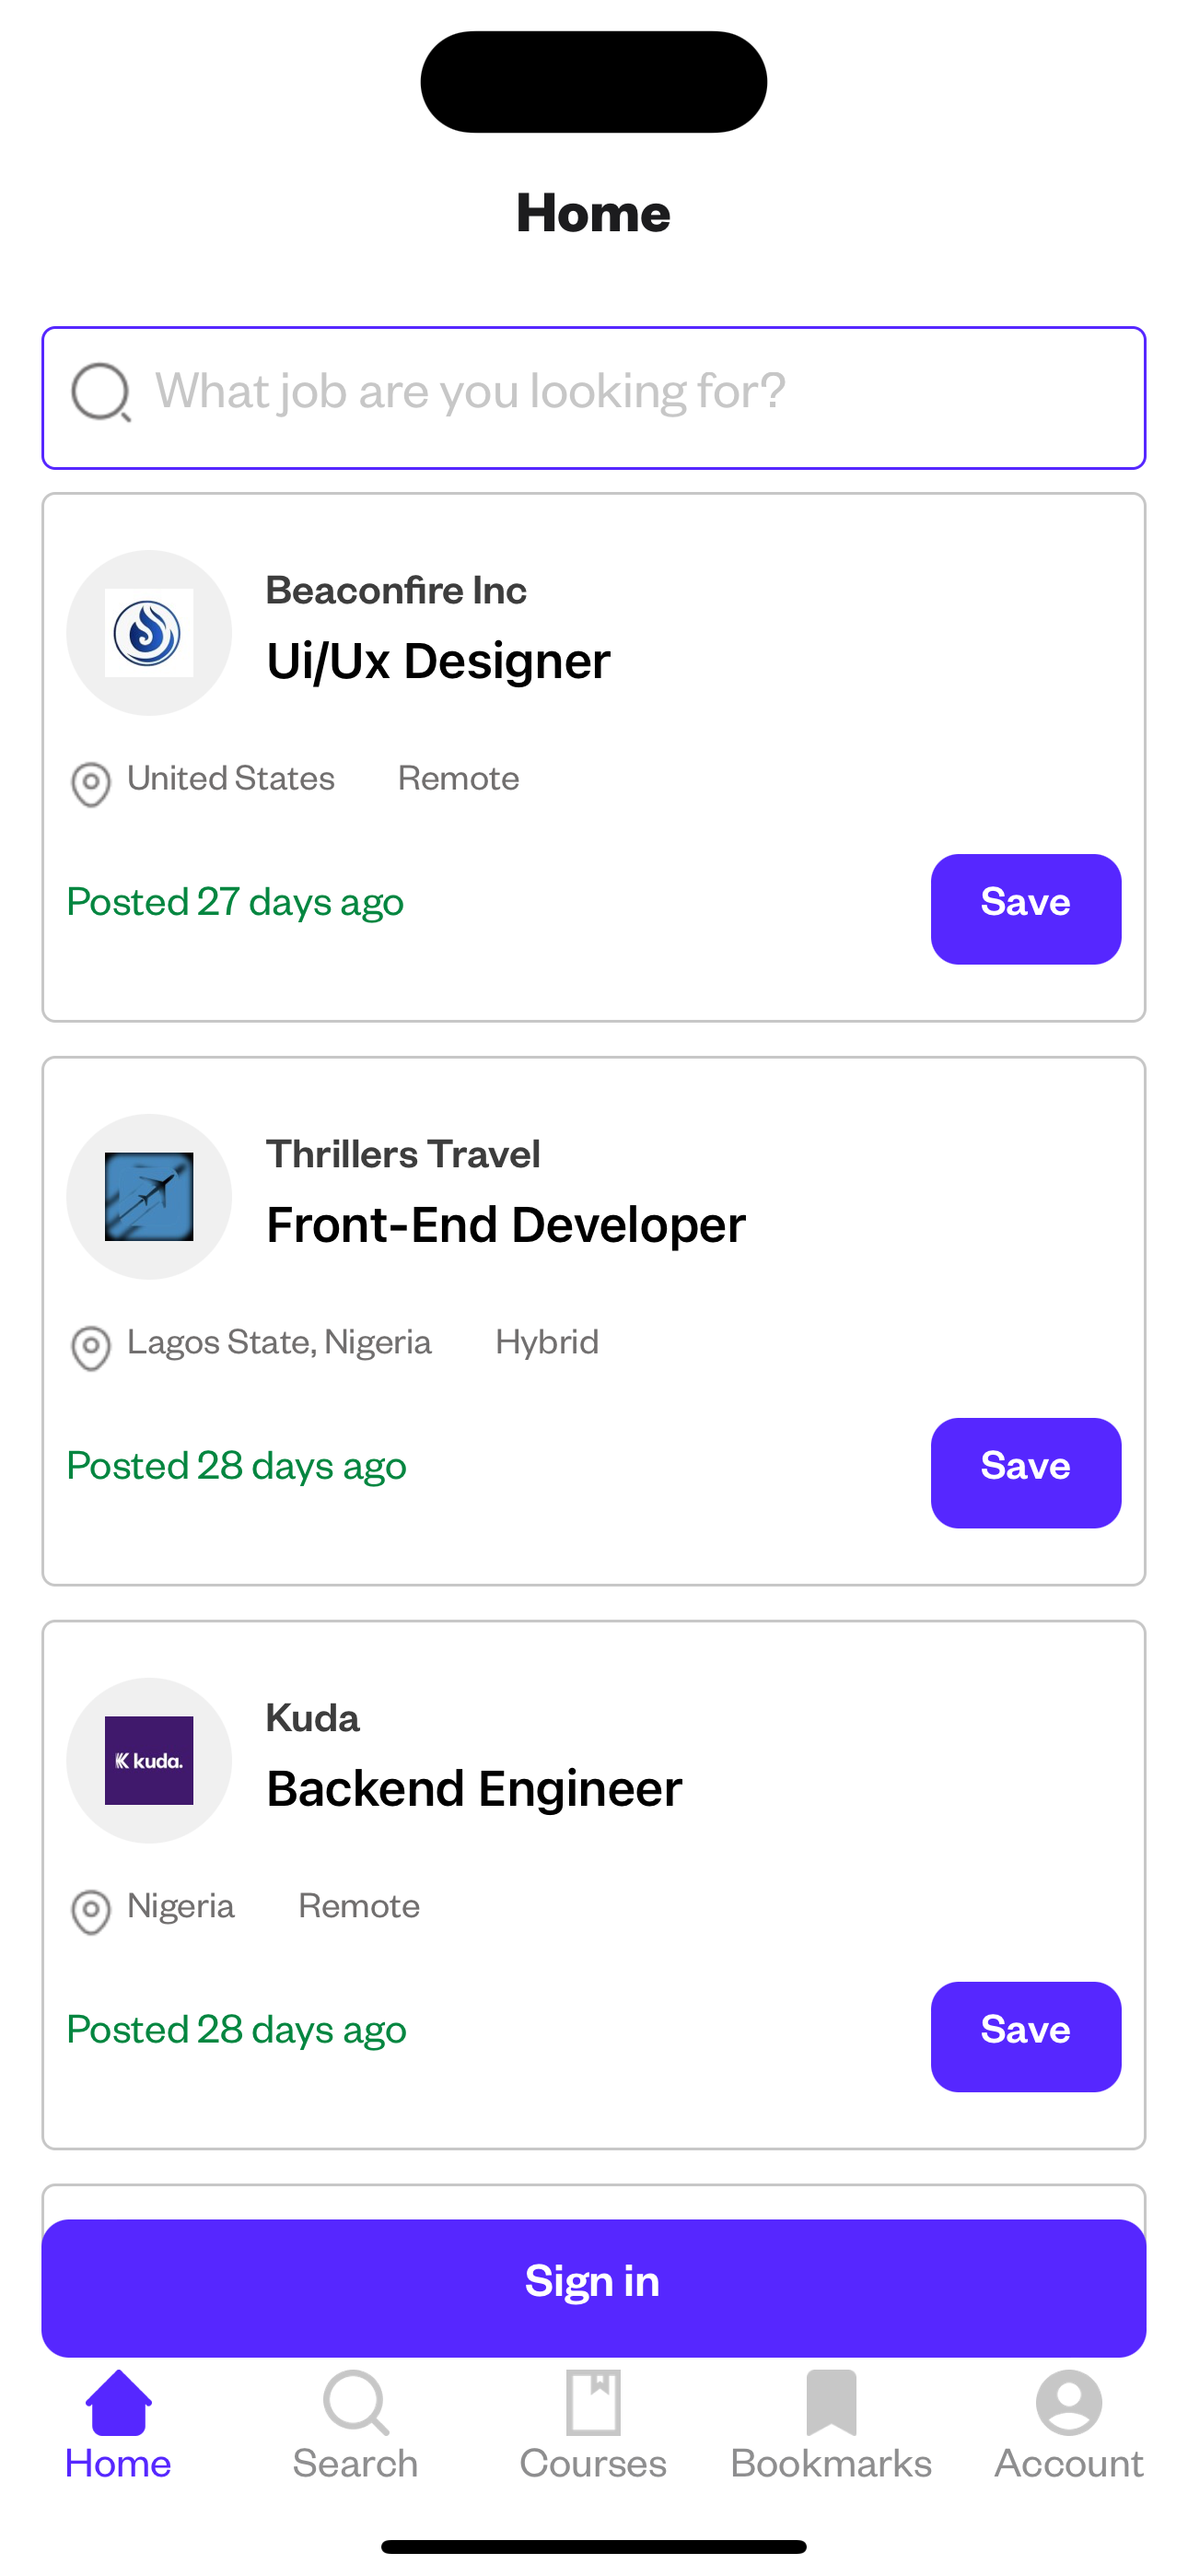 Home
What job are you looking for?
Beaconfire Inc
Ui/Ux Designer
United States Remote
Posted 27 days ago Save
Thrillers Travel
Front-End Developer
Lagos State, Nigeria Hybrid
Posted 28 days ago Save
Kuda
kuda.
Backend Engineer
Nigeria Remote
Posted 28 days ago Save
Sign in
Home Search Courses Bookmarks Account